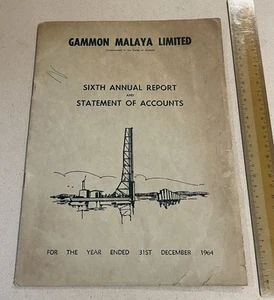 GAMMON MALAYA LIMITED
SIXTH ANNUAL REPORT
AND
STATEMENT OF ACCOUNTS
FOR THE YEAR ENDED 31ST DECEMBER 1964